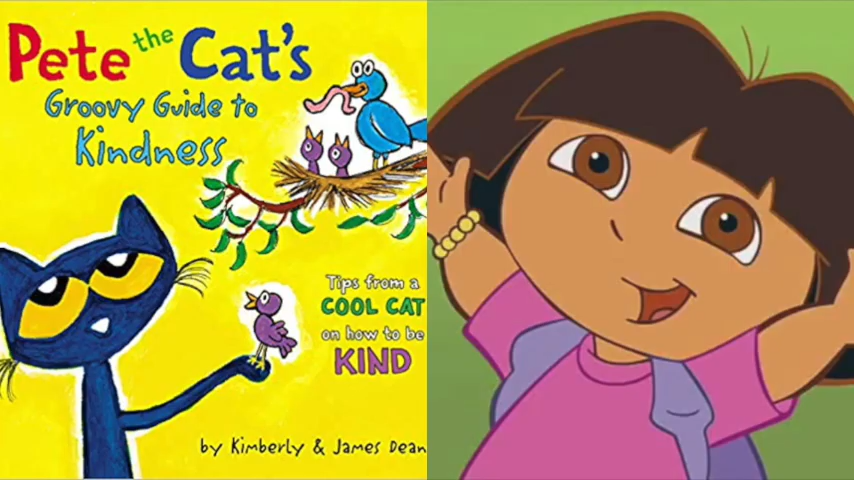 Pete the Cat's
Groovy Guide to
Kindness
Tips from a
COOL CAT
on how to be
KIND
by Kimberly & James Dean